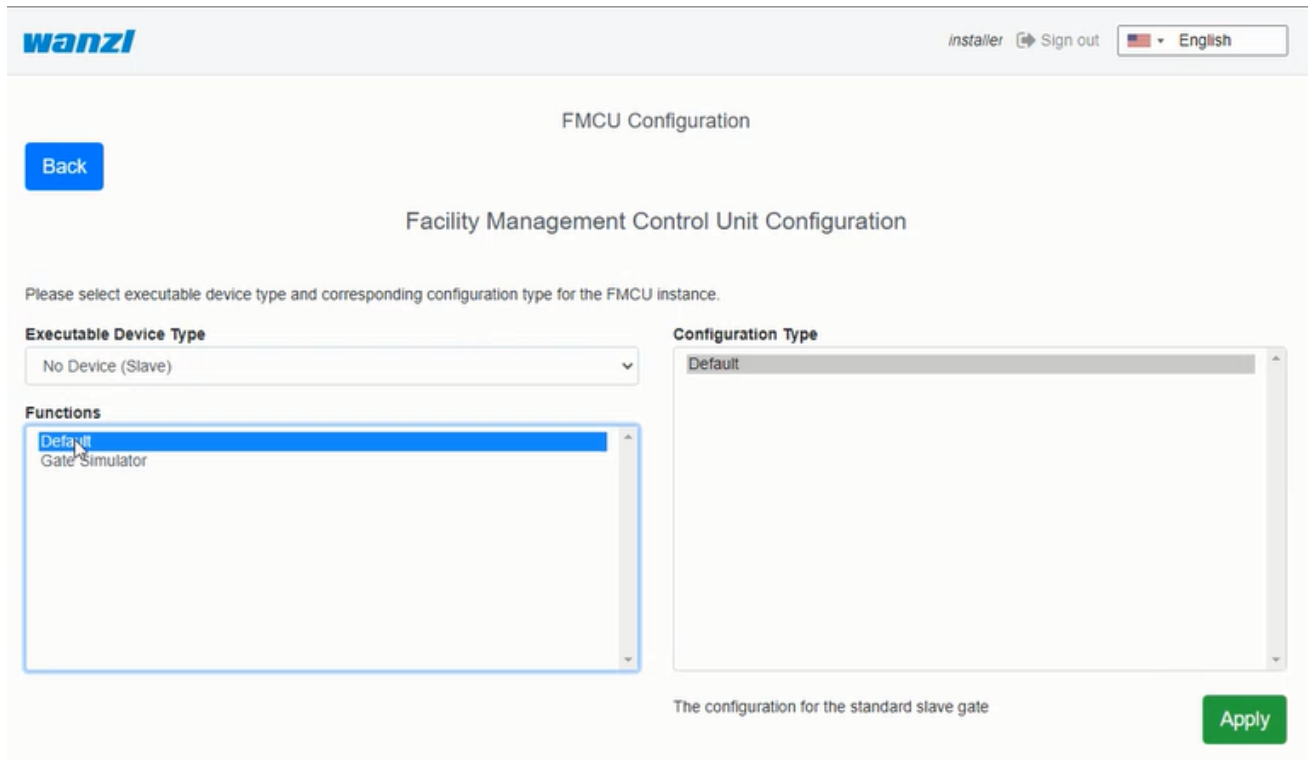 wanzl
installer Sign out English
FMCU Configuration
Back
Facility Management Control Unit Configuration
Please select executable device type and corresponding configuration type for the FMCU instance.
Executable Device Type
No Device (Slave)
Functions
Default
Gate Simulator
Configuration Type
Default
The configuration for the standard slave gate
Apply